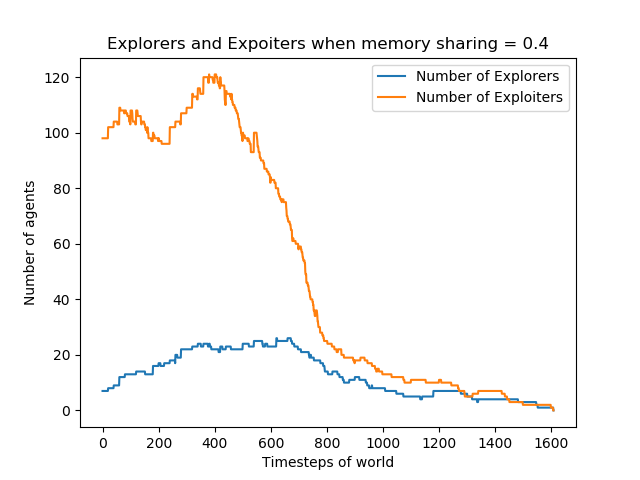 Explorers and Expoiters when memory sharing = 0.4
Number of Explorers
Number of Exploiters
120
100
80
60
40
20
0
Number of agents
0 200 400 600 800 1000 1200 1400 1600
Timesteps of world